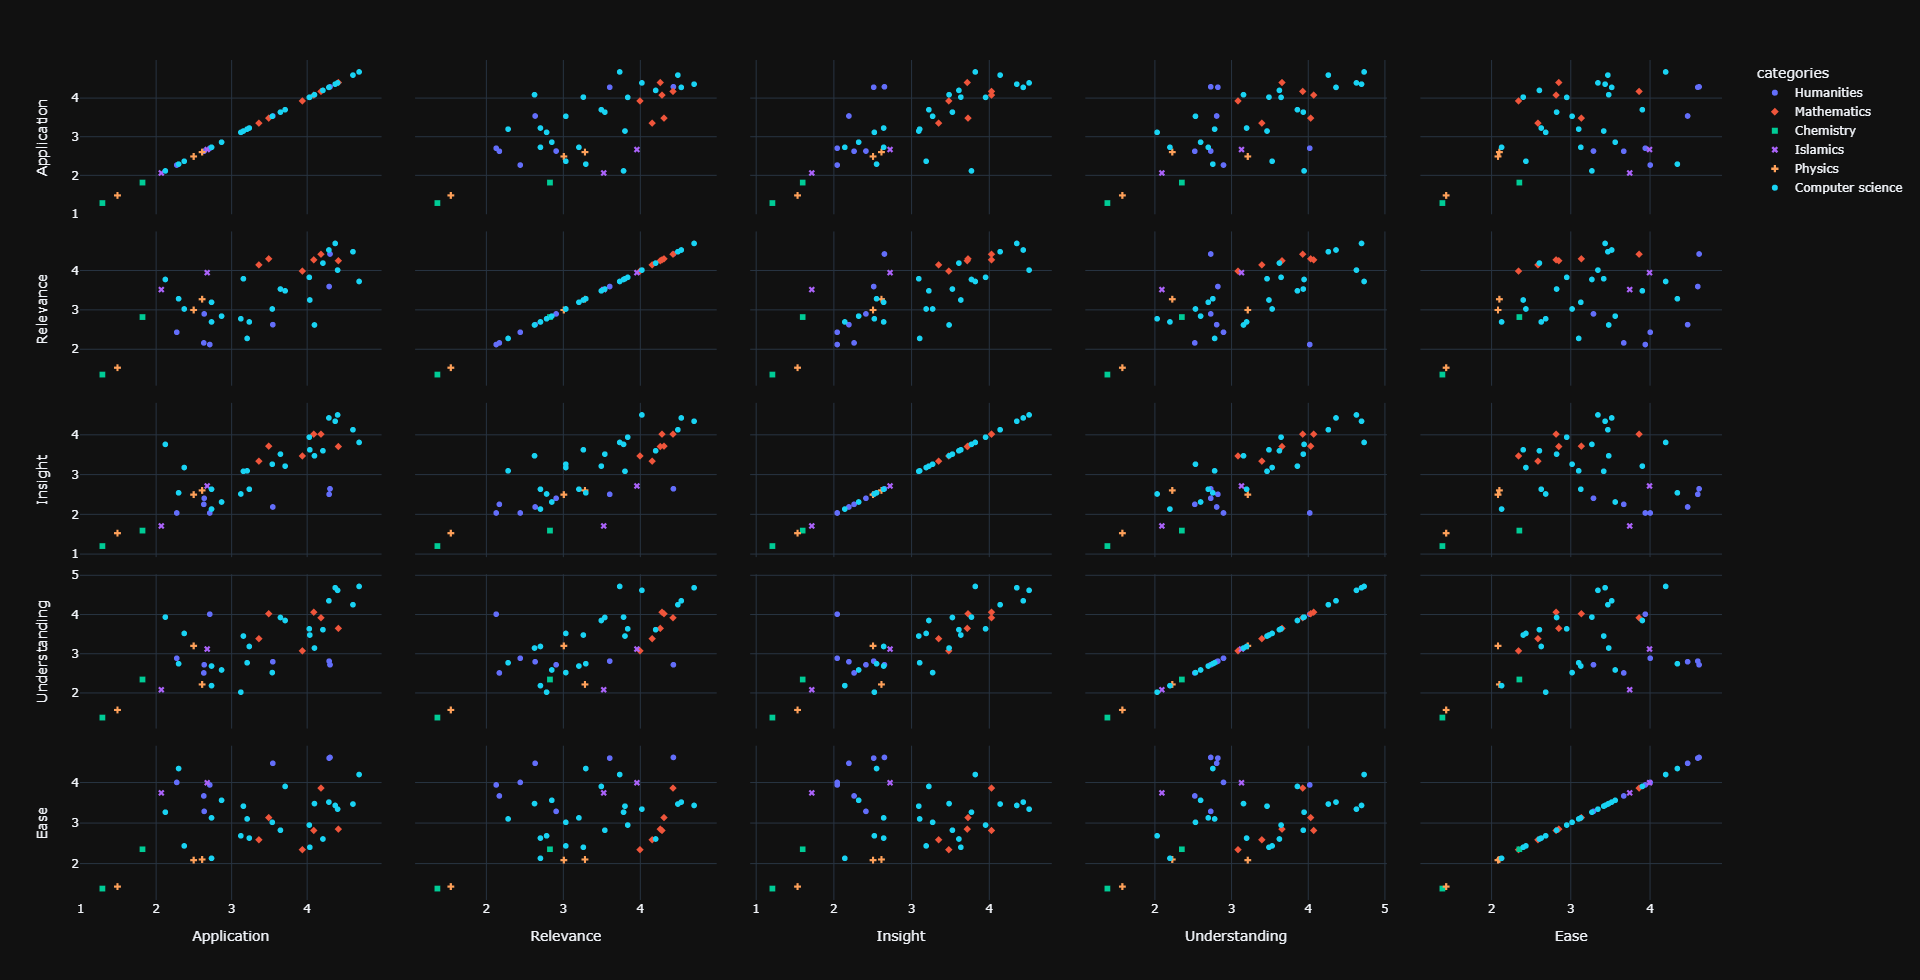 categories
Humanities
Mathematics
Chemistry
Islamics
Physics
Computer science
Application
4
3
2
1
Relevance
4
3
2
Insight
4
3
2
1
Understanding
5
4
3
2
Ease
4
3
2
1 2 3 4 2 3 4 1 2 3 4 2 3 4 5 2 3 4
Application Relevance Insight Understanding Ease